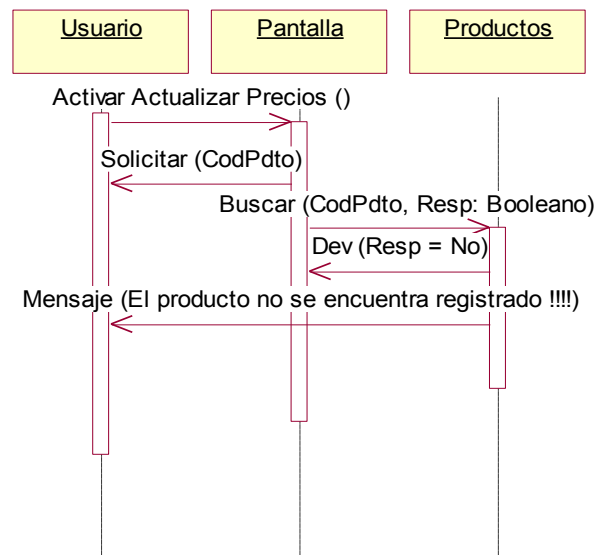 Usuario
Pantalla
Productos
Activar Actualizar Precios ()
Solicitar (CodPdto)
Buscar (CodPdto, Resp: Booleano)
Dev (Resp = No)
Mensaje (El producto no se encuentra registrado !!!!)